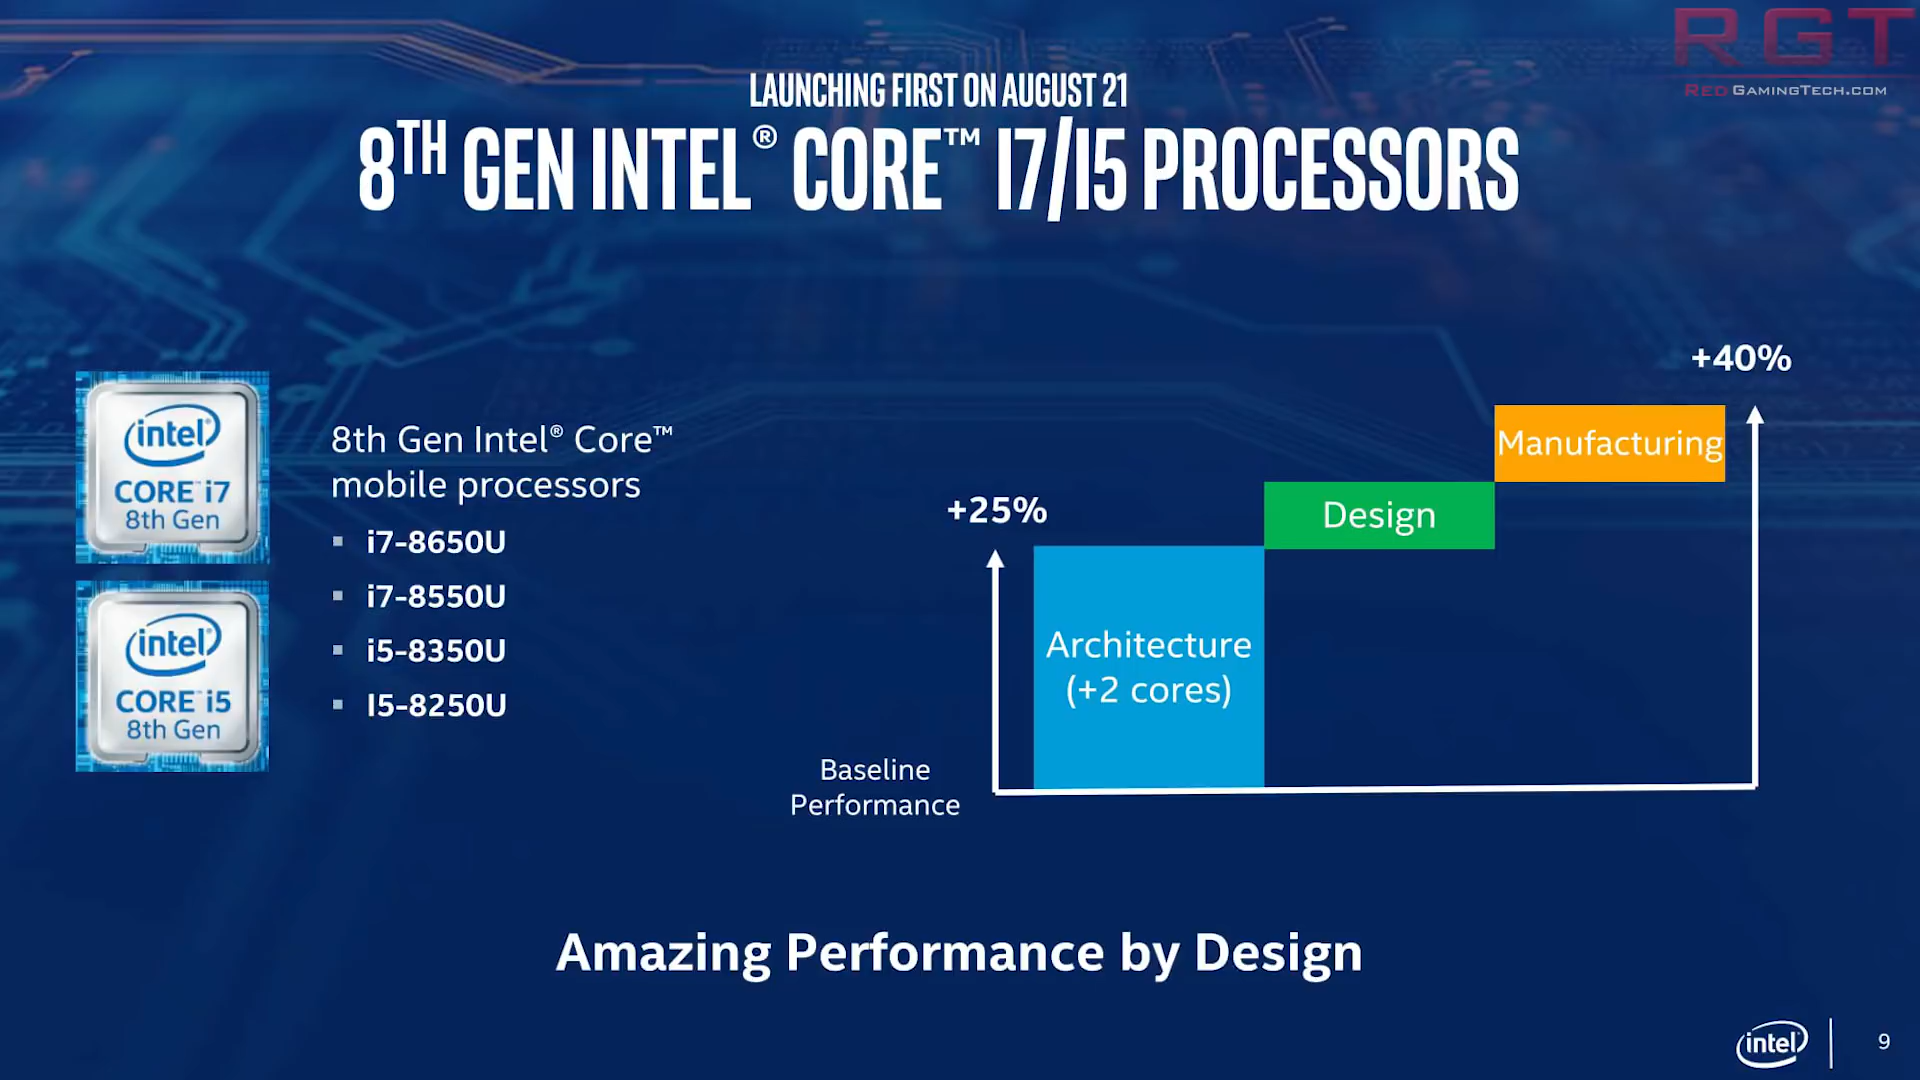 RGT
RED GAMINGTECH.COM
LAUNCHING FIRST ON AUGUST 21
8TH GEN INTEL® CORE™ I7/I5 PROCESSORS
intel®
CORE™ i7
8th Gen
intel®
CORE™ i5
8th Gen
8th Gen Intel® Core™
mobile processors
▪ i7-8650U
▪ i7-8550U
▪ i5-8350U
▪ I5-8250U
+25%
+40%
Manufacturing
Design
Architecture
(+2 cores)
Baseline
Performance
Amazing Performance by Design
intel®
9